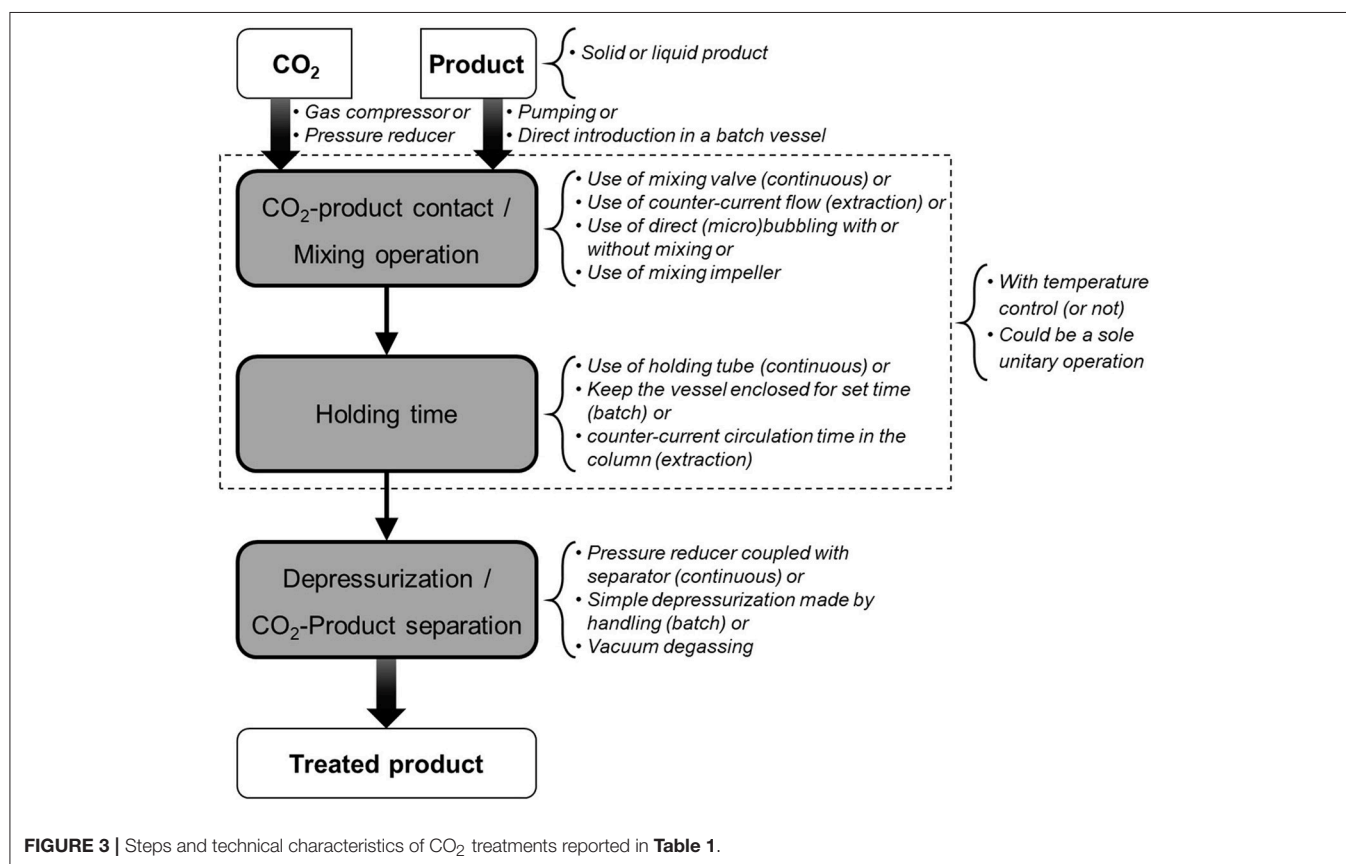 CO₂
Product
• Solid or liquid product
• Gas compressor or
• Pressure reducer
• Pumping or
• Direct introduction in a batch vessel
CO₂-product contact /
Mixing operation
• Use of mixing valve (continuous) or
• Use of counter-current flow (extraction) or
• Use of direct (micro)bubbling with or
without mixing or
• Use of mixing impeller
• With temperature
control (or not)
• Could be a sole
unitary operation
Holding time
• Use of holding tube (continuous) or
• Keep the vessel enclosed for set time
(batch) or
• counter-current circulation time in the
column (extraction)
Depressurization /
CO₂-Product separation
• Pressure reducer coupled with
separator (continuous) or
• Simple depressurization made by
handling (batch) or
• Vacuum degassing
Treated product
FIGURE 3 | Steps and technical characteristics of CO₂ treatments reported in Table 1.